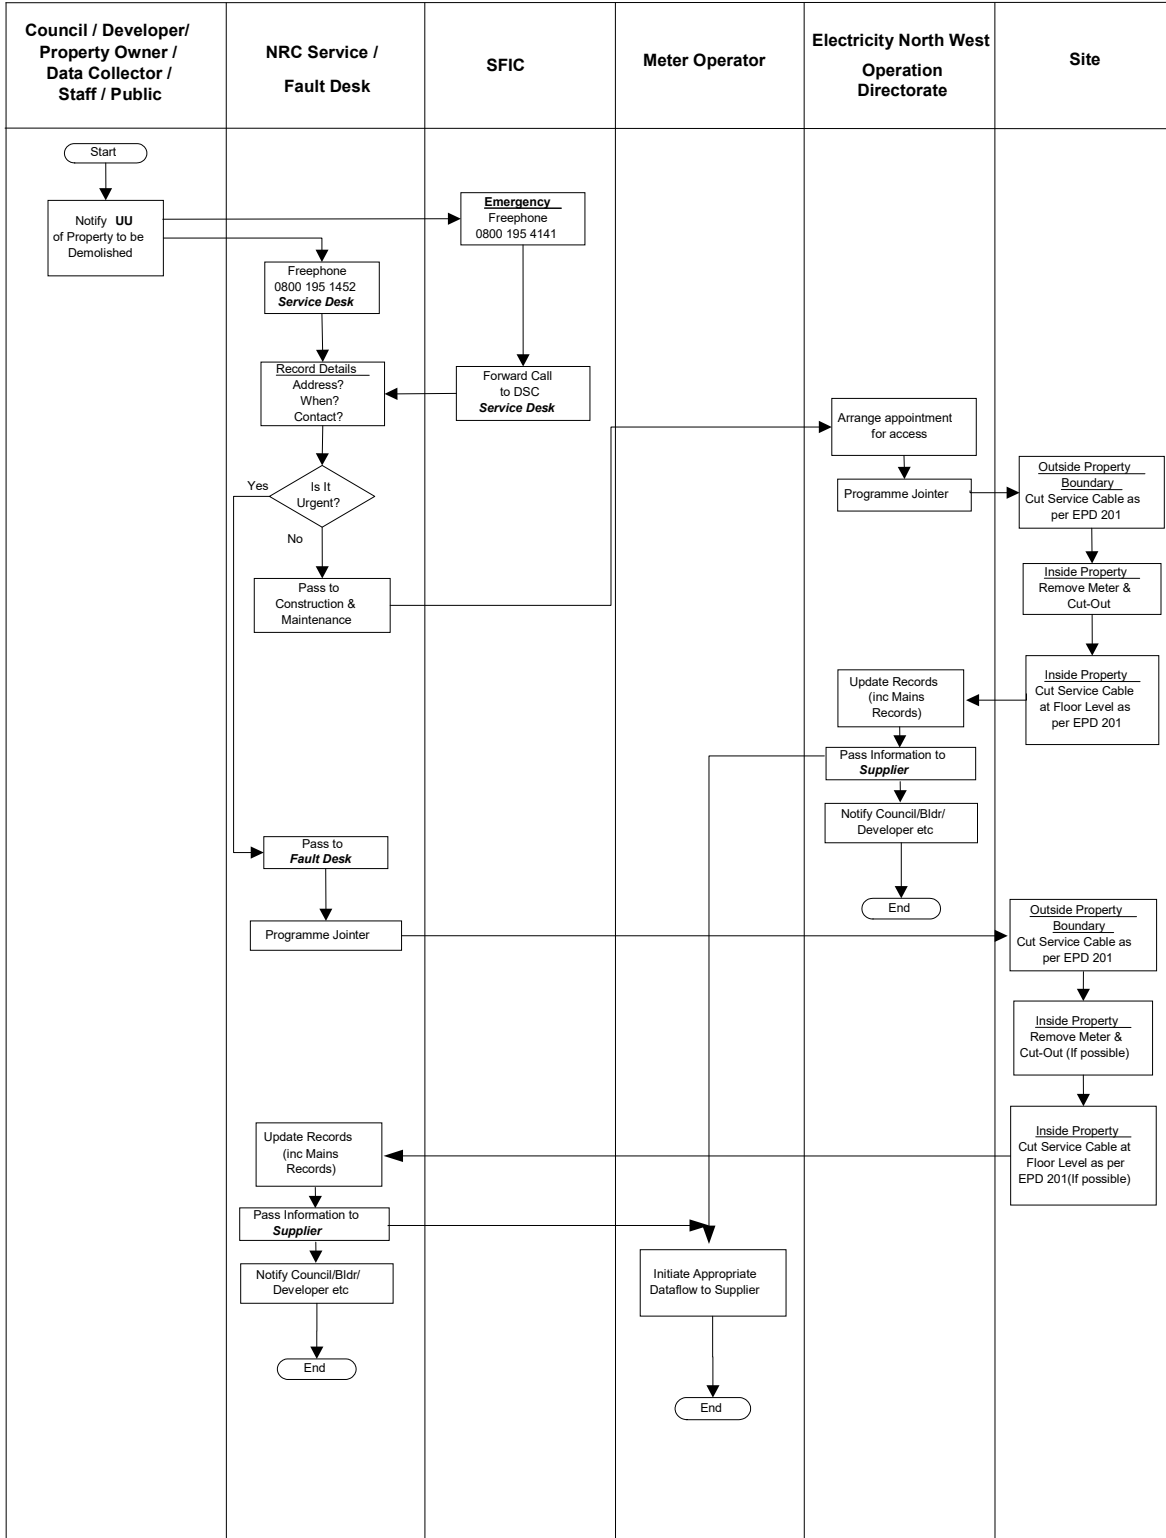 Council / Developer/
Property Owner /
Data Collector /
Staff / Public
NRC Service /
Fault Desk
SFIC
Meter Operator
Electricity North West
Operation
Directorate
Site
Start
Notify UU
of Property to be
Demolished
Emergency
Freephone
0800 195 4141
Freephone
0800 195 1452
Service Desk
Record Details
Address?
When?
Contact?
Forward Call
to DSC
Service Desk
Arrange appointment
for access
Programme Jointer
Outside Property
Boundary
Cut Service Cable as
per EPD 201
Yes
Is It
Urgent?
No
Pass to
Construction &
Maintenance
Inside Property
Remove Meter &
Cut-Out
Inside Property
Cut Service Cable
at Floor Level as
per EPD 201
Update Records
(inc Mains
Records)
Pass Information to
Supplier
Notify Council/Bldr/
Developer etc
End
Pass to
Fault Desk
Programme Jointer
Outside Property
Boundary
Cut Service Cable as
per EPD 201
Inside Property
Remove Meter &
Cut-Out (If possible)
Inside Property
Cut Service Cable at
Floor Level as per
EPD 201(If possible)
Update Records
(inc Mains
Records)
Pass Information to
Supplier
Notify Council/Bldr/
Developer etc
End
Initiate Appropriate
Dataflow to Supplier
End